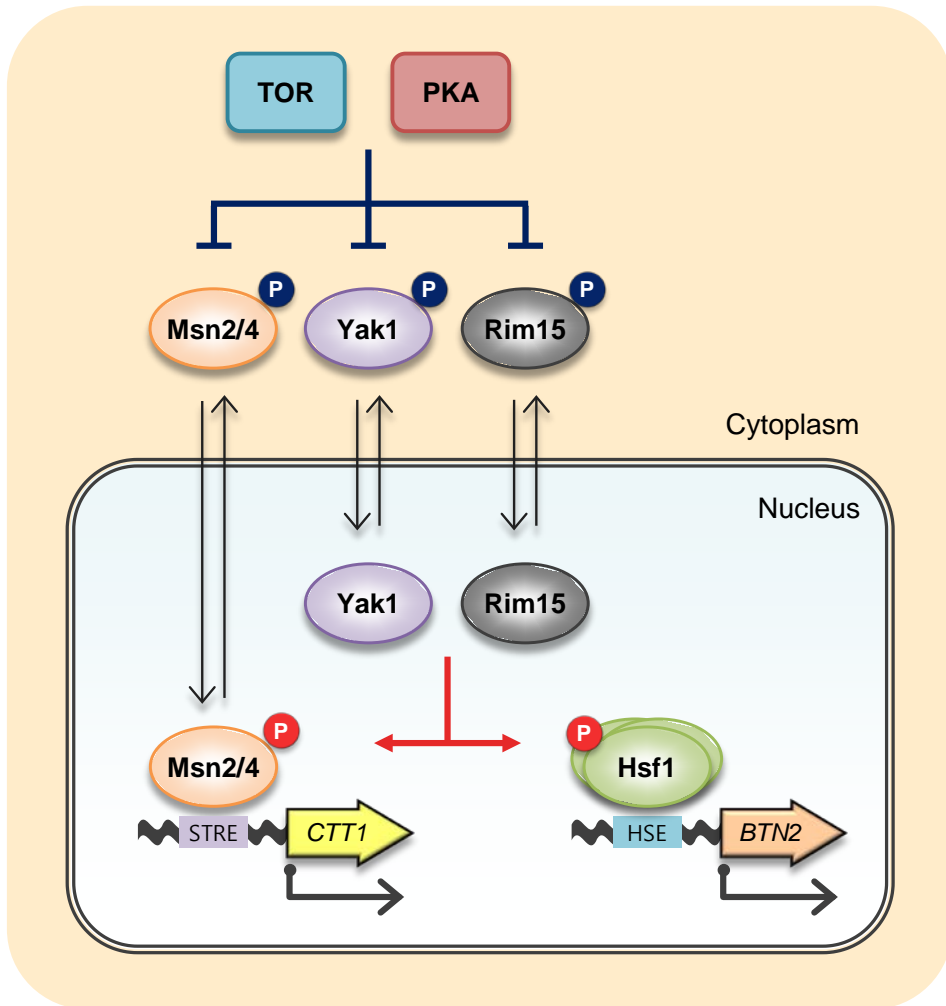 TOR PKA
P P P
Msn2/4 Yak1 Rim15
Cytoplasm
Nucleus
Yak1 Rim15
P P
Msn2/4 Hsf1
STRE CTT1 HSE BTN2